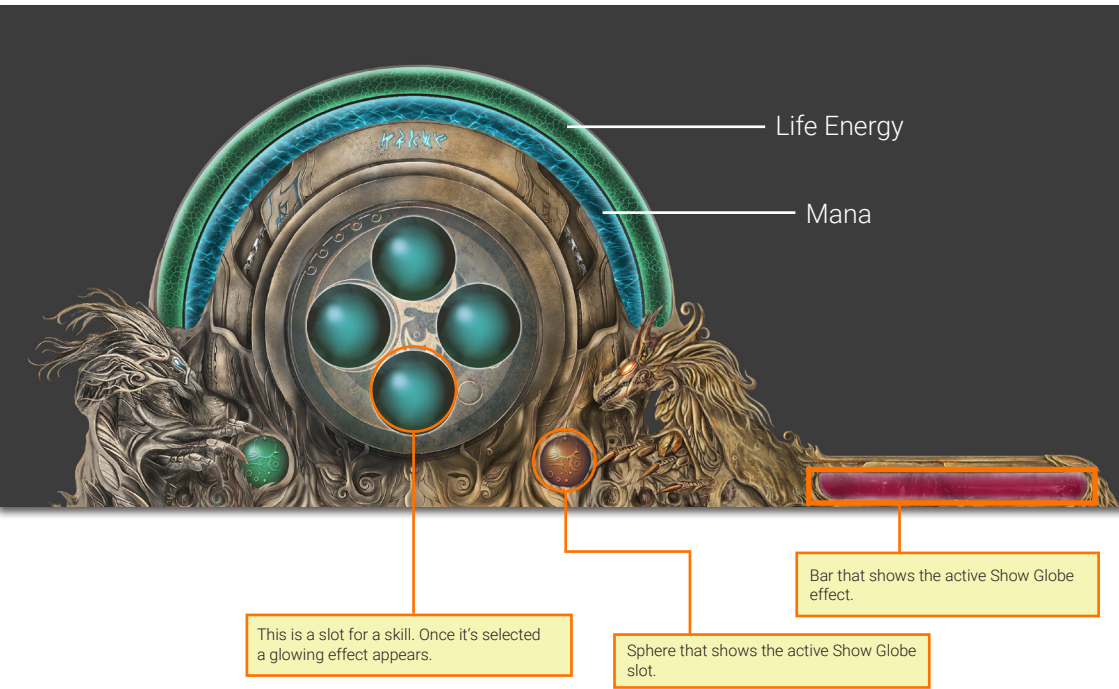 Life Energy
Mana
Bar that shows the active Show Globe
effect.
This is a slot for a skill. Once it's selected
a glowing effect appears.
Sphere that shows the active Show Globe
slot.